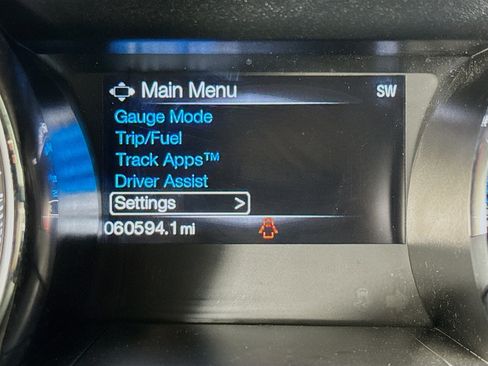 Main Menu SW
Gauge Mode
Trip/Fuel
Track Apps™
Driver Assist
Settings >
060594.1 mi